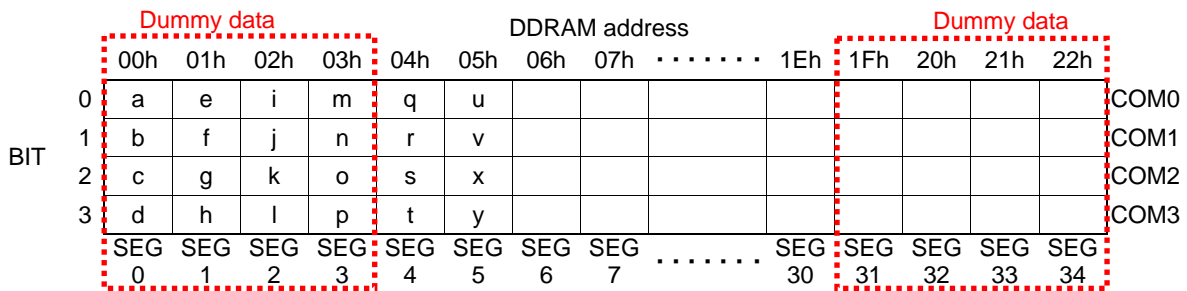 Dummy data DDRAM address Dummy data
00h 01h 02h 03h 04h 05h 06h 07h ······· 1Eh 1Fh 20h 21h 22h
0 a e i m q u COM0
1 b f j n r v COM1
BIT
2 c g k o s x COM2
3 d h l p t y COM3
SEG SEG SEG SEG SEG SEG SEG SEG ······· SEG SEG SEG SEG SEG
0 1 2 3 4 5 6 7 30 31 32 33 34